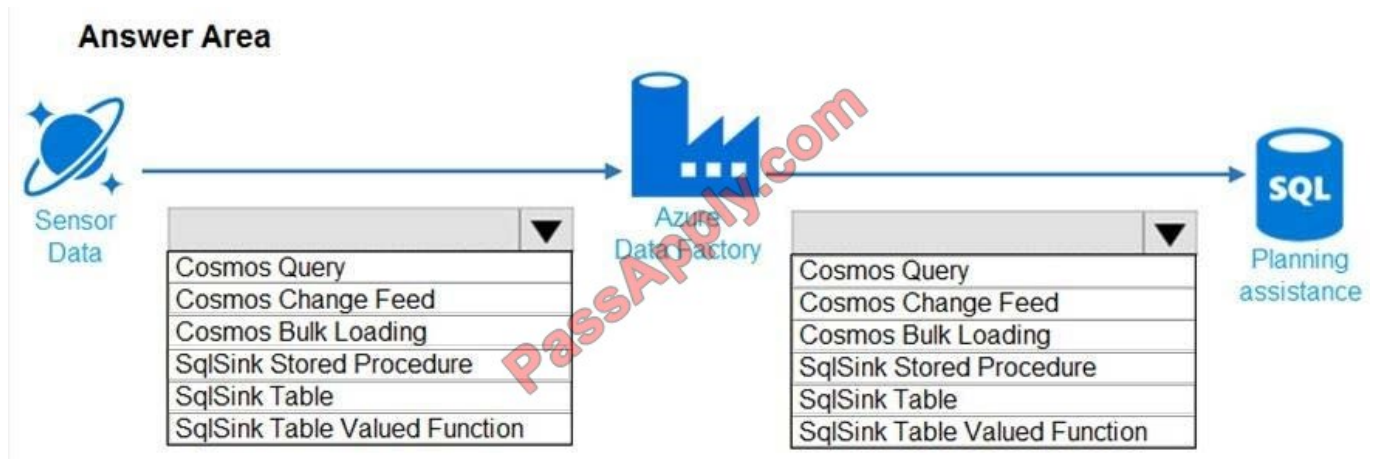 Answer Area
Sensor
Data
Azure
Data Factory
Cosmos Query
Cosmos Change Feed
Cosmos Bulk Loading
SqlSink Stored Procedure
SqlSink Table
SqlSink Table Valued Function
Cosmos Query
Cosmos Change Feed
Cosmos Bulk Loading
SqlSink Stored Procedure
SqlSink Table
SqlSink Table Valued Function
SQL
Planning
assistance
PassApply.com